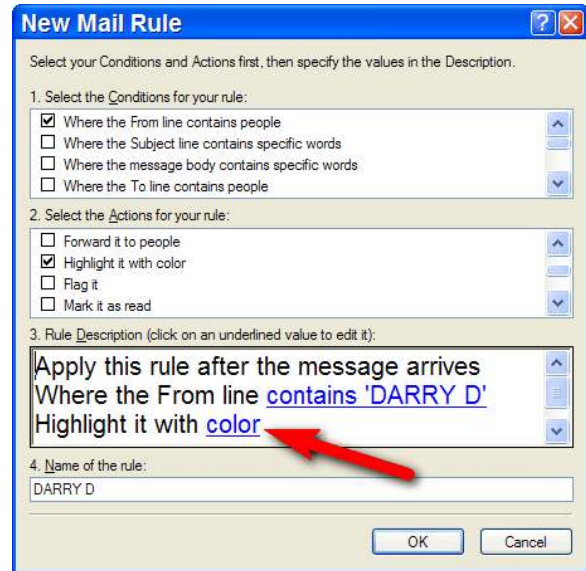 New Mail Rule
Select your Conditions and Actions first, then specify the values in the Description.
1. Select the Conditions for your rule:
Where the From line contains people
Where the Subject line contains specific words
Where the message body contains specific words
Where the To line contains people
2. Select the Actions for your rule:
Forward it to people
Highlight it with color
Flag it
Mark it as read
3. Rule Description (click on an underlined value to edit it):
Apply this rule after the message arrives
Where the From line contains 'DARRY D'
Highlight it with color
4. Name of the rule:
DARRY D
OK Cancel